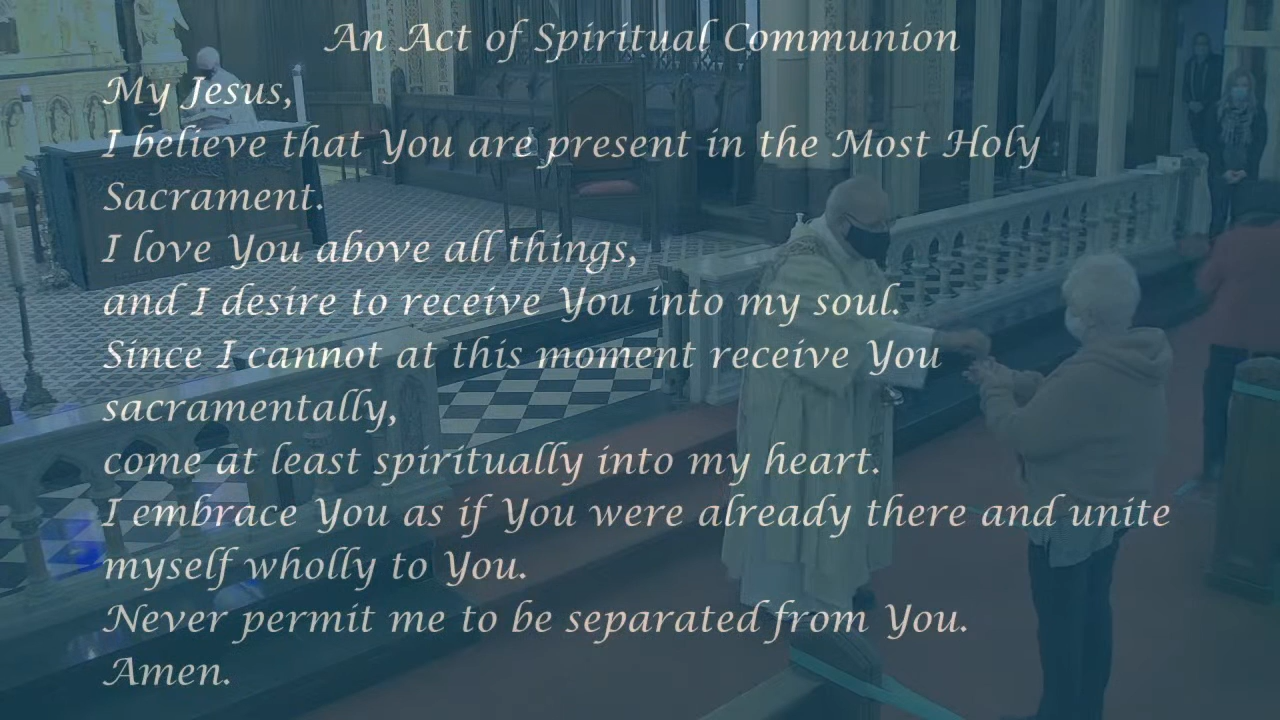 An Act of Spiritual Communion
My Jesus,
I believe that You are present in the Most Holy
Sacrament.
I love You above all things,
and I desire to receive You into my soul.
Since I cannot at this moment receive You
sacramentally,
come at least spiritually into my heart.
I embrace You as if You were already there and unite
myself wholly to You.
Never permit me to be separated from You.
Amen.